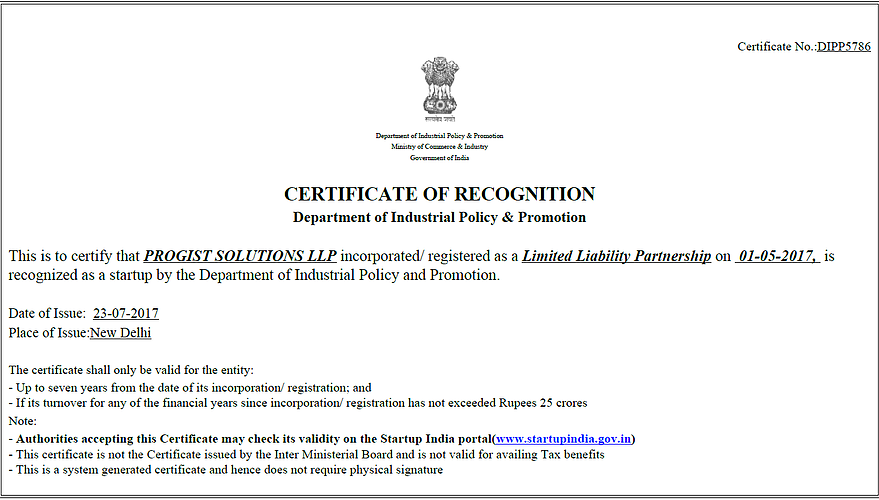 Certificate No.:DIPP5786
सत्यमेव जयते
Department of Industrial Policy & Promotion
Ministry of Commerce & Industry
Government of India
CERTIFICATE OF RECOGNITION
Department of Industrial Policy & Promotion
This is to certify that PROGIST SOLUTIONS LLP incorporated/ registered as a Limited Liability Partnership on 01-05-2017, is
recognized as a startup by the Department of Industrial Policy and Promotion.
Date of Issue: 23-07-2017
Place of Issue:New Delhi
The certificate shall only be valid for the entity:
- Up to seven years from the date of its incorporation/ registration; and
- If its turnover for any of the financial years since incorporation/ registration has not exceeded Rupees 25 crores
Note:
- Authorities accepting this Certificate may check its validity on the Startup India portal(www.startupindia.gov.in)
- This certificate is not the Certificate issued by the Inter Ministerial Board and is not valid for availing Tax benefits
- This is a system generated certificate and hence does not require physical signature